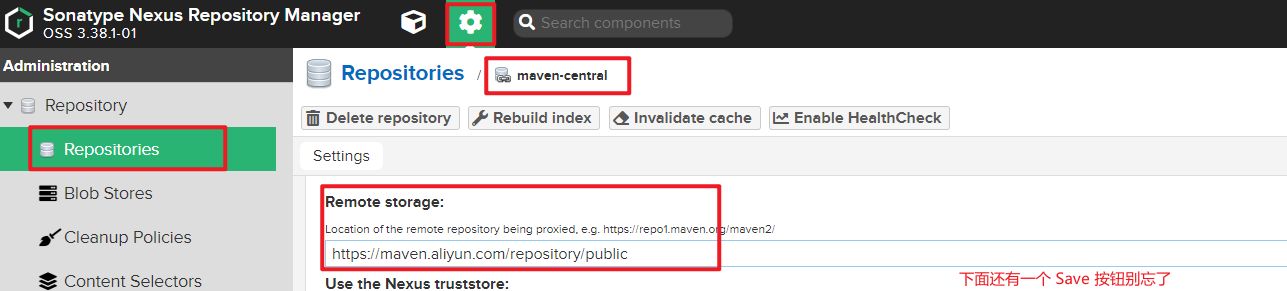 Sonatype Nexus Repository Manager
OSS 3.38.1-01
Search components
Administration
Repository
Repositories
Blob Stores
Cleanup Policies
Content Selectors
Repositories / maven-central
Delete repository Rebuild index Invalidate cache Enable HealthCheck
Settings
Remote storage:
Location of the remote repository being proxied, e.g. https://repo1.maven.org/maven2/
https://maven.aliyun.com/repository/public
Use the Nexus truststore:
下面还有一个 Save 按钮别忘了